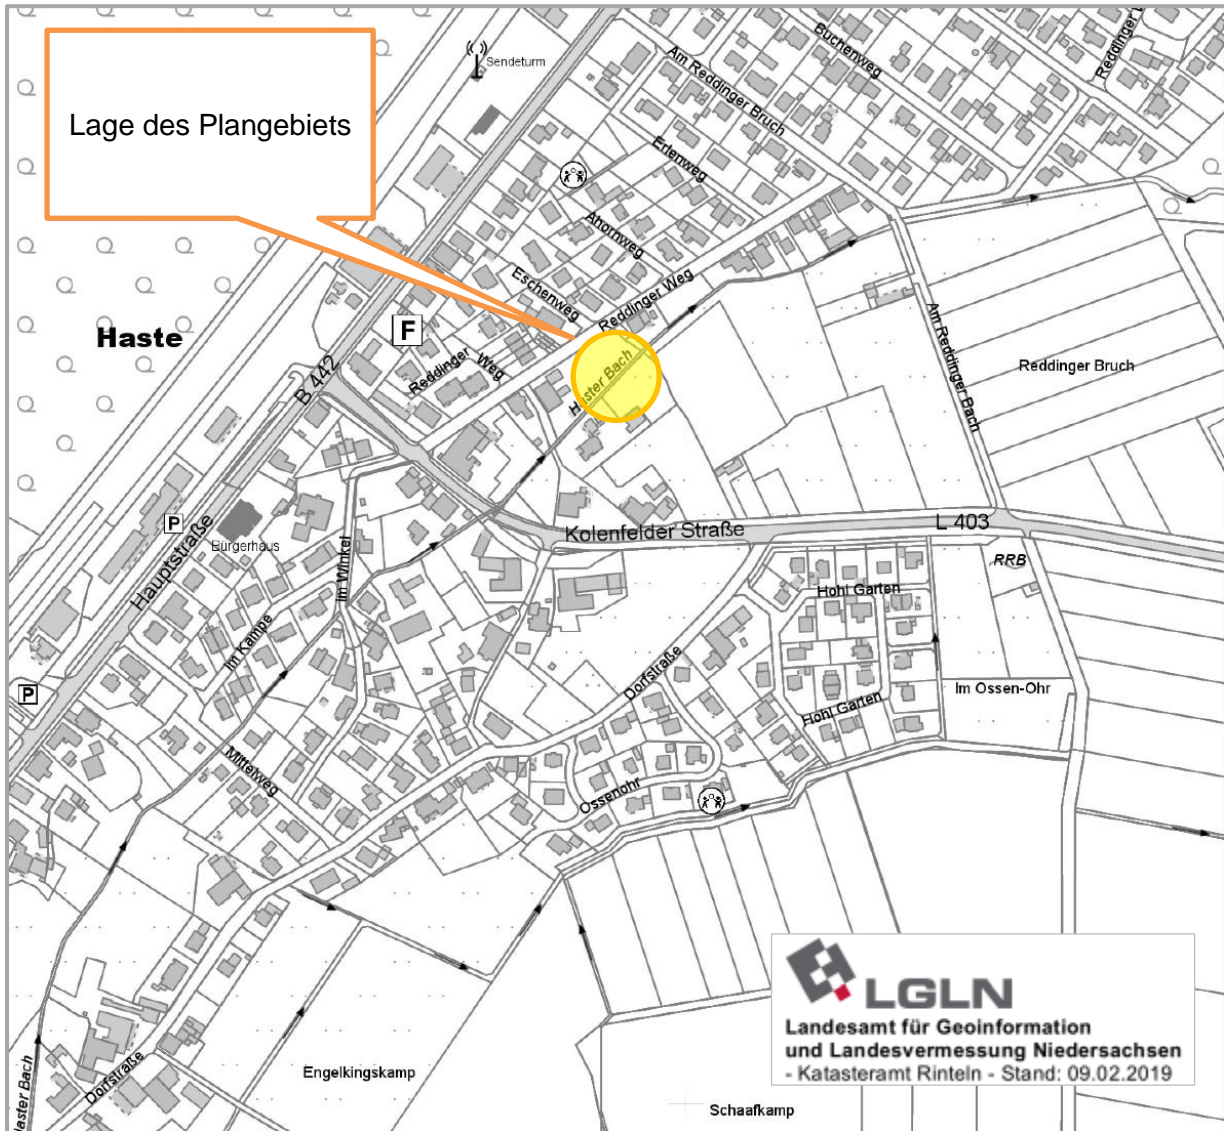 Lage des Plangebiets
Sendeturm
Buchenweg
Reddinger
Am Reddinger Bruch
Erlenweg
Ahornweg
Eschenweg
Reddinger Weg
Haste
F
B 442
Reddinger Weg
Haster Bach
Am Reddinger Bach
Reddinger Bruch
P
Hauptstraße
Bürgerhaus
Im Winkel
Kolenfelder Straße
L 403
RRB
Hohl Garten
Im Kampe
Dorfstraße
P
Im Ossen-Ohr
Hohl Garten
Mittelweg
Ossenohr
LGLN
Landesamt für Geoinformation
und Landesvermessung Niedersachsen
- Katasteramt Rinteln - Stand: 09.02.2019
Engelkingskamp
Dorfstraße
Haster Bach
Schaafkamp